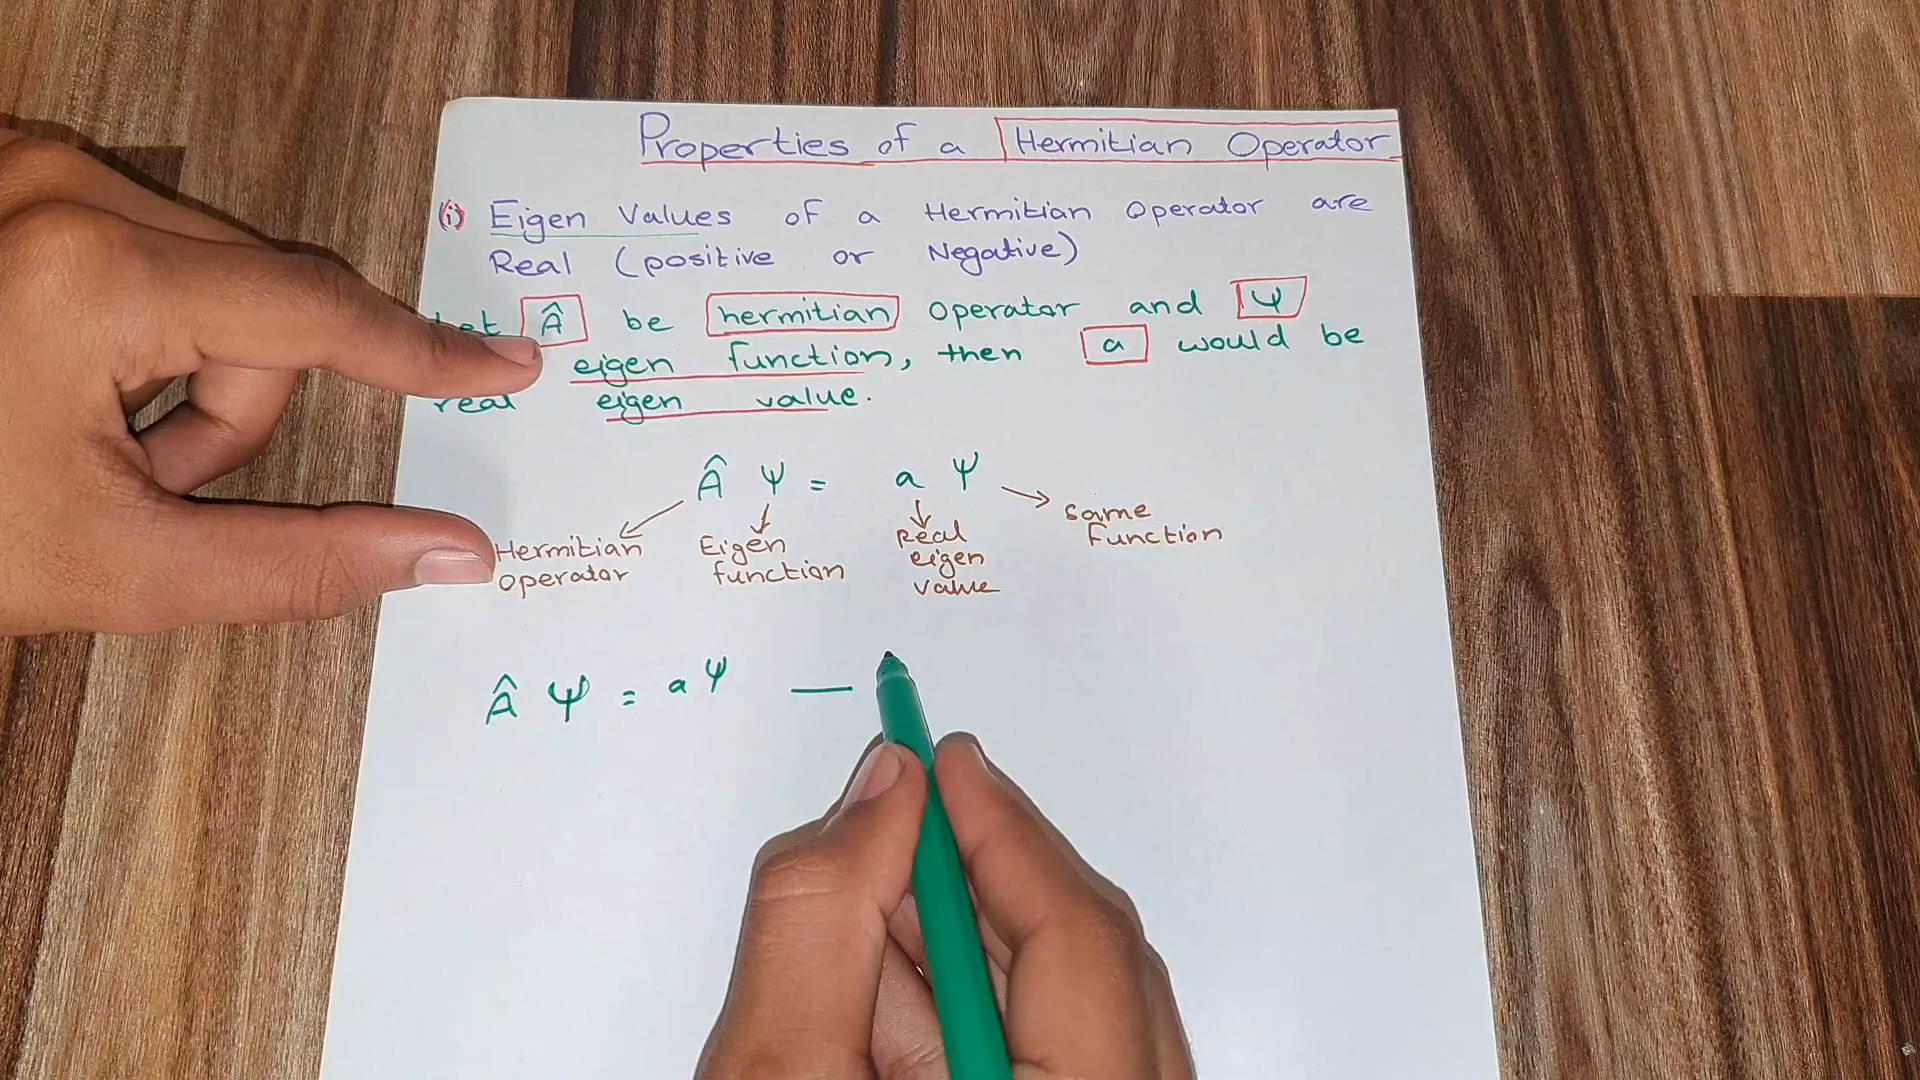 Properties of a Hermitian Operator
(i) Eigen Values of a Hermitian Operator are
Real (positive or Negative)
Let Â be hermitian operator and Ψ
eigen function, then a would be
real eigen value.
Â Ψ = a Ψ
Hermitian operator
Eigen function
Real eigen value
Same Function
Â Ψ = a Ψ —